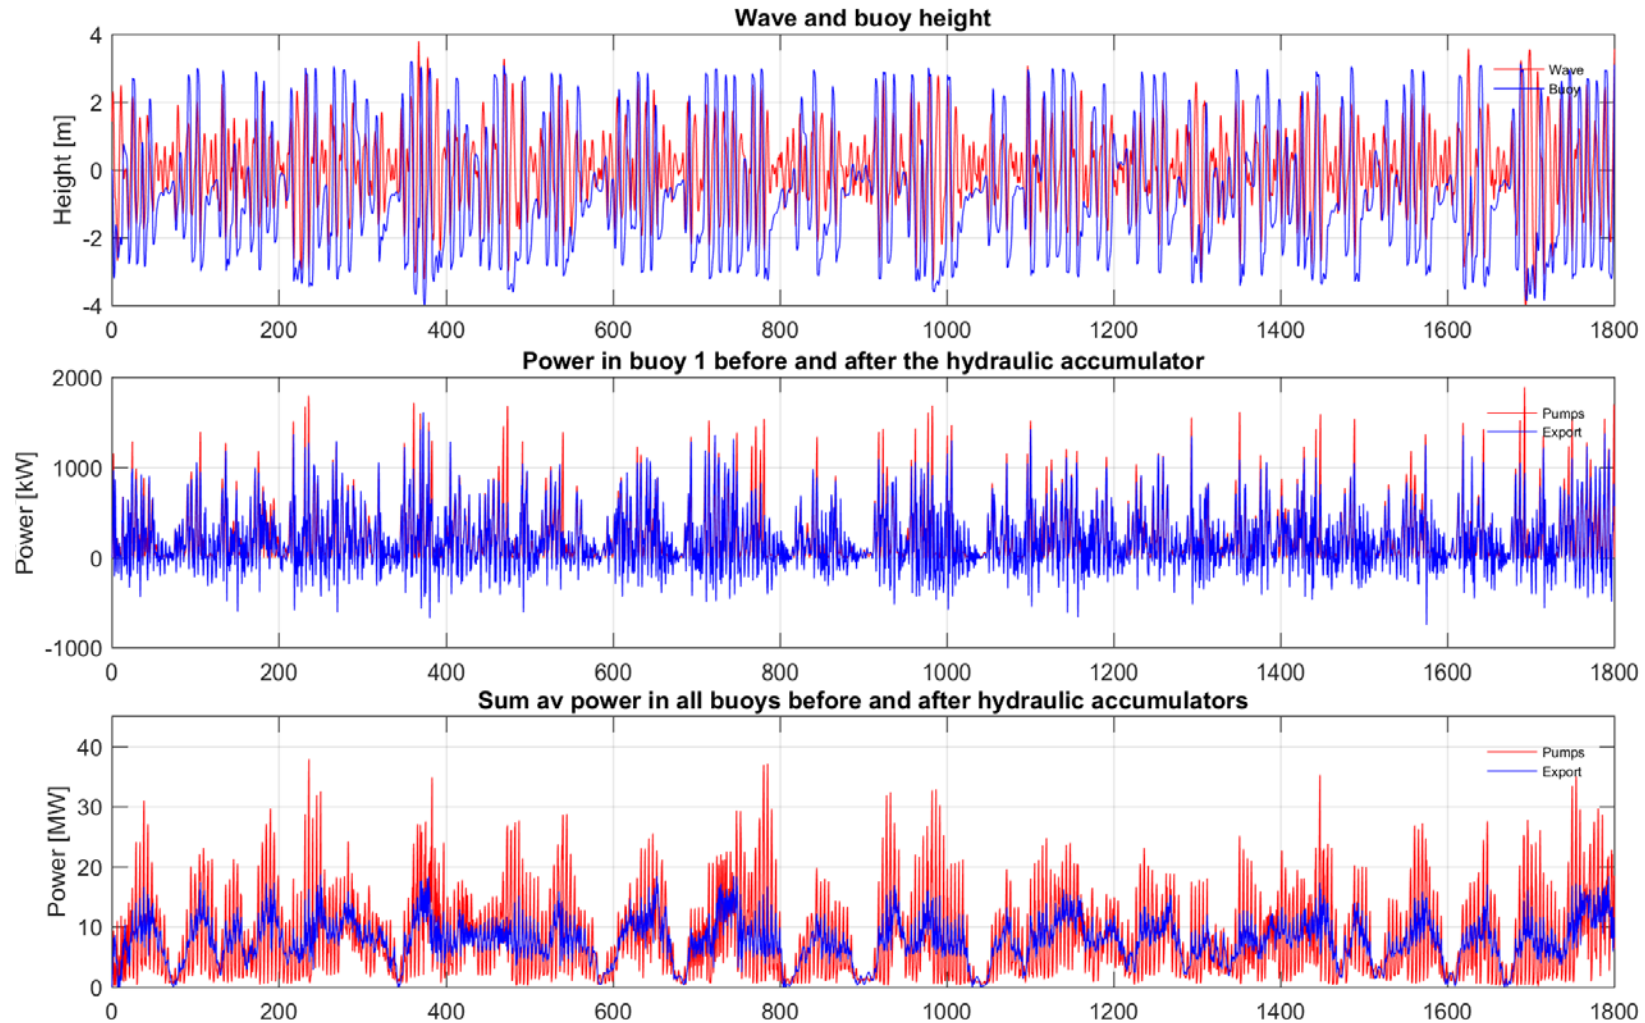 Wave and buoy height
Height [m]
4
2
0
-2
-4
Wave
Buoy
0 200 400 600 800 1000 1200 1400 1600 1800
Power in buoy 1 before and after the hydraulic accumulator
Power [kW]
2000
1000
0
-1000
Pumps
Export
0 200 400 600 800 1000 1200 1400 1600 1800
Sum av power in all buoys before and after hydraulic accumulators
Power [MW]
40
30
20
10
0
Pumps
Export
0 200 400 600 800 1000 1200 1400 1600 1800